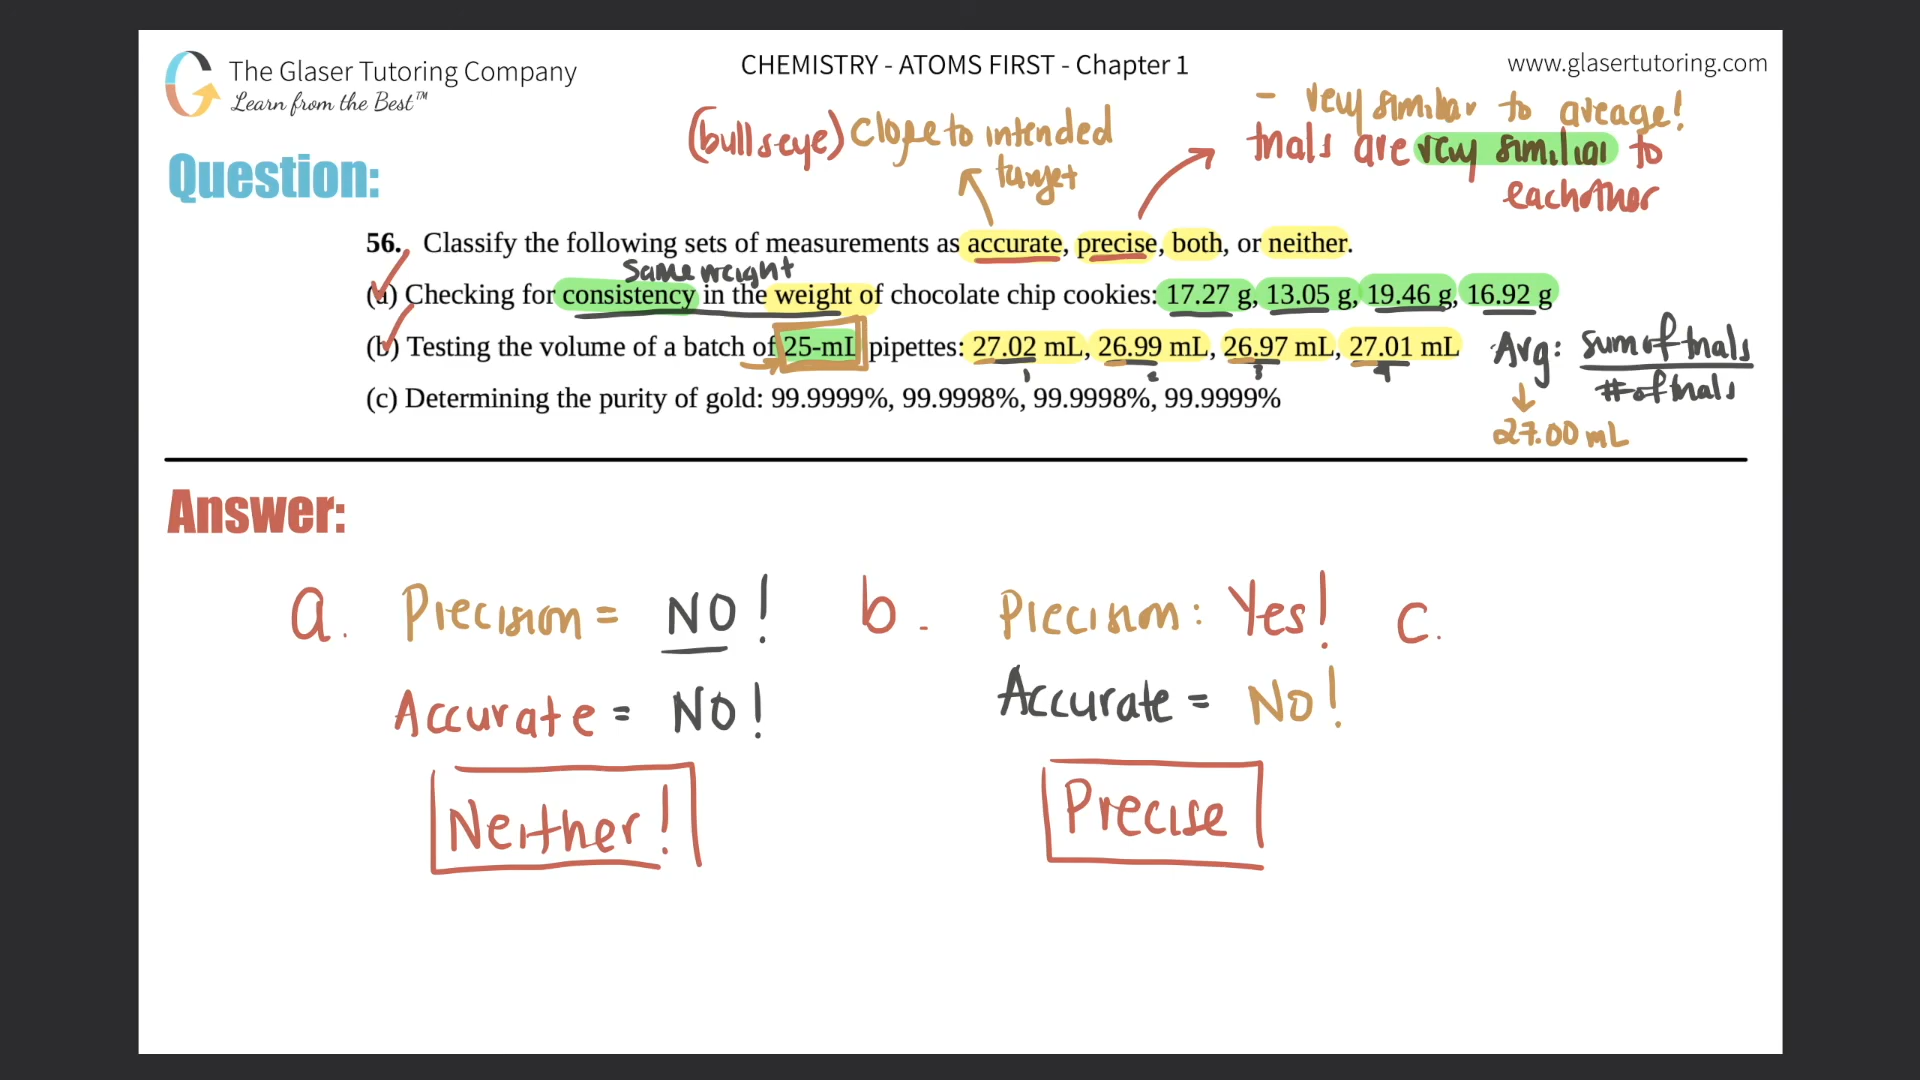 The Glaser Tutoring Company
Learn from the Best™
CHEMISTRY - ATOMS FIRST - Chapter 1
www.glasertutoring.com
(bullseye) Close to intended
target
- very similar to average!
trials are very similar to
each other
Question:
56. Classify the following sets of measurements as accurate, precise, both, or neither.
same weight
(a) Checking for consistency in the weight of chocolate chip cookies: 17.27 g, 13.05 g, 19.46 g, 16.92 g
(b) Testing the volume of a batch of 25-mL pipettes: 27.02 mL, 26.99 mL, 26.97 mL, 27.01 mL
1 2 3 4
Avg: sum of trials
# of trials
27.00 mL
(c) Determining the purity of gold: 99.9999%, 99.9998%, 99.9998%, 99.9999%
Answer:
a. Precision = NO!
Accurate = NO!
Neither!
b. Precision: Yes!
Accurate = No!
Precise
c.